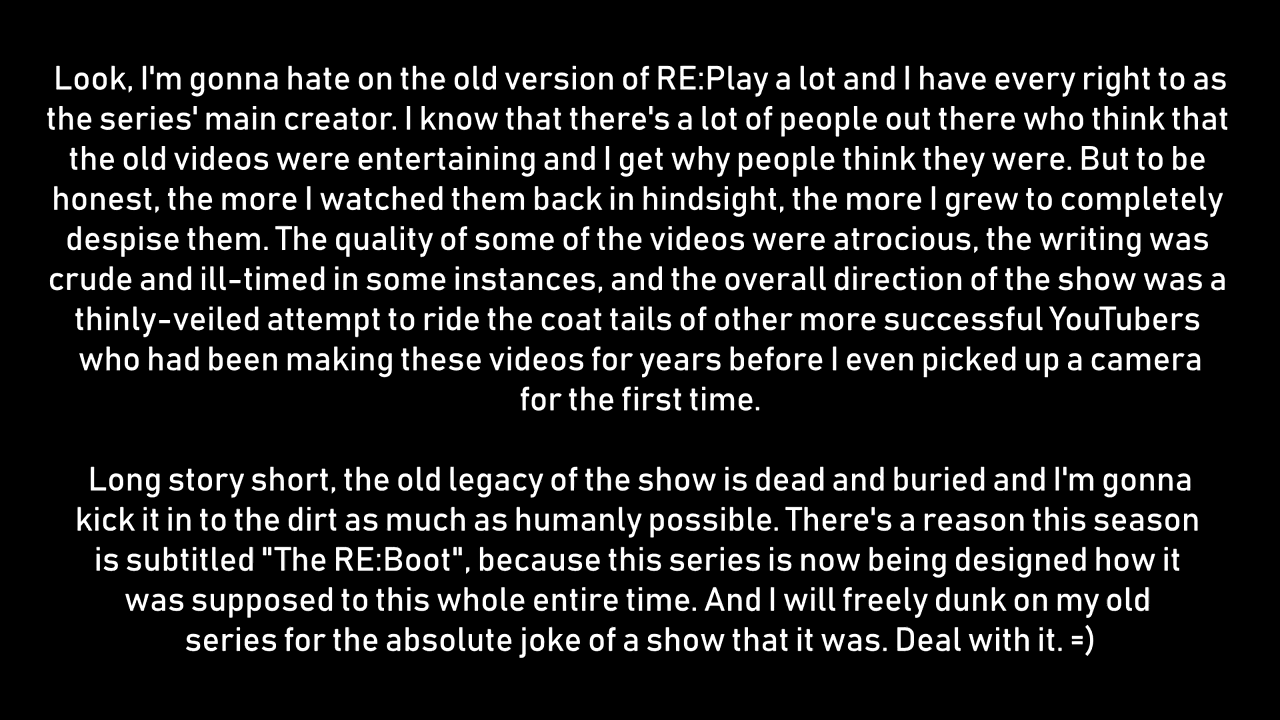 Look, I'm gonna hate on the old version of RE:Play a lot and I have every right to as
the series' main creator. I know that there's a lot of people out there who think that
the old videos were entertaining and I get why people think they were. But to be
honest, the more I watched them back in hindsight, the more I grew to completely
despise them. The quality of some of the videos were atrocious, the writing was
crude and ill-timed in some instances, and the overall direction of the show was a
thinly-veiled attempt to ride the coat tails of other more successful YouTubers
who had been making these videos for years before I even picked up a camera
for the first time.
Long story short, the old legacy of the show is dead and buried and I'm gonna
kick it in to the dirt as much as humanly possible. There's a reason this season
is subtitled "The RE:Boot", because this series is now being designed how it
was supposed to this whole entire time. And I will freely dunk on my old
series for the absolute joke of a show that it was. Deal with it. =)